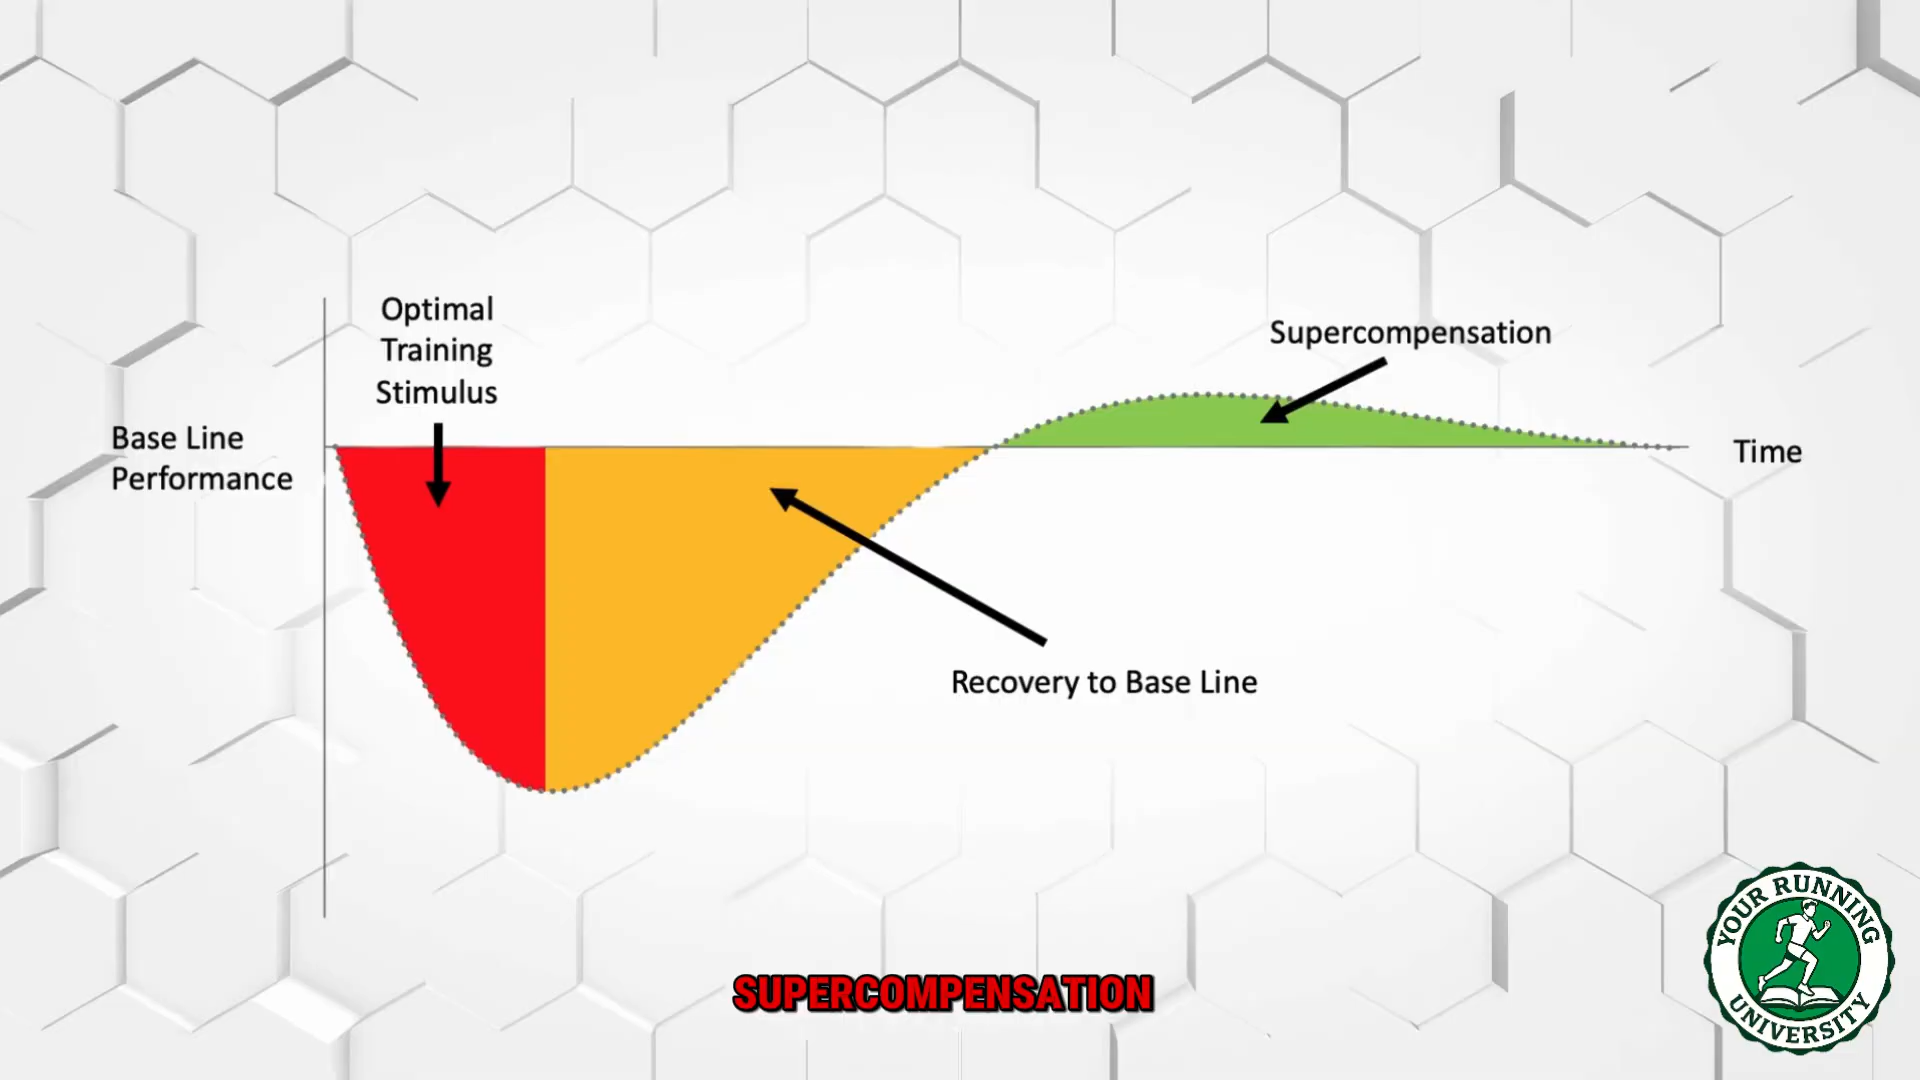 Optimal
Training
Stimulus
Supercompensation
Base Line
Performance
Time
Recovery to Base Line
SUPERCOMPENSATION
YOUR RUNNING
UNIVERSITY